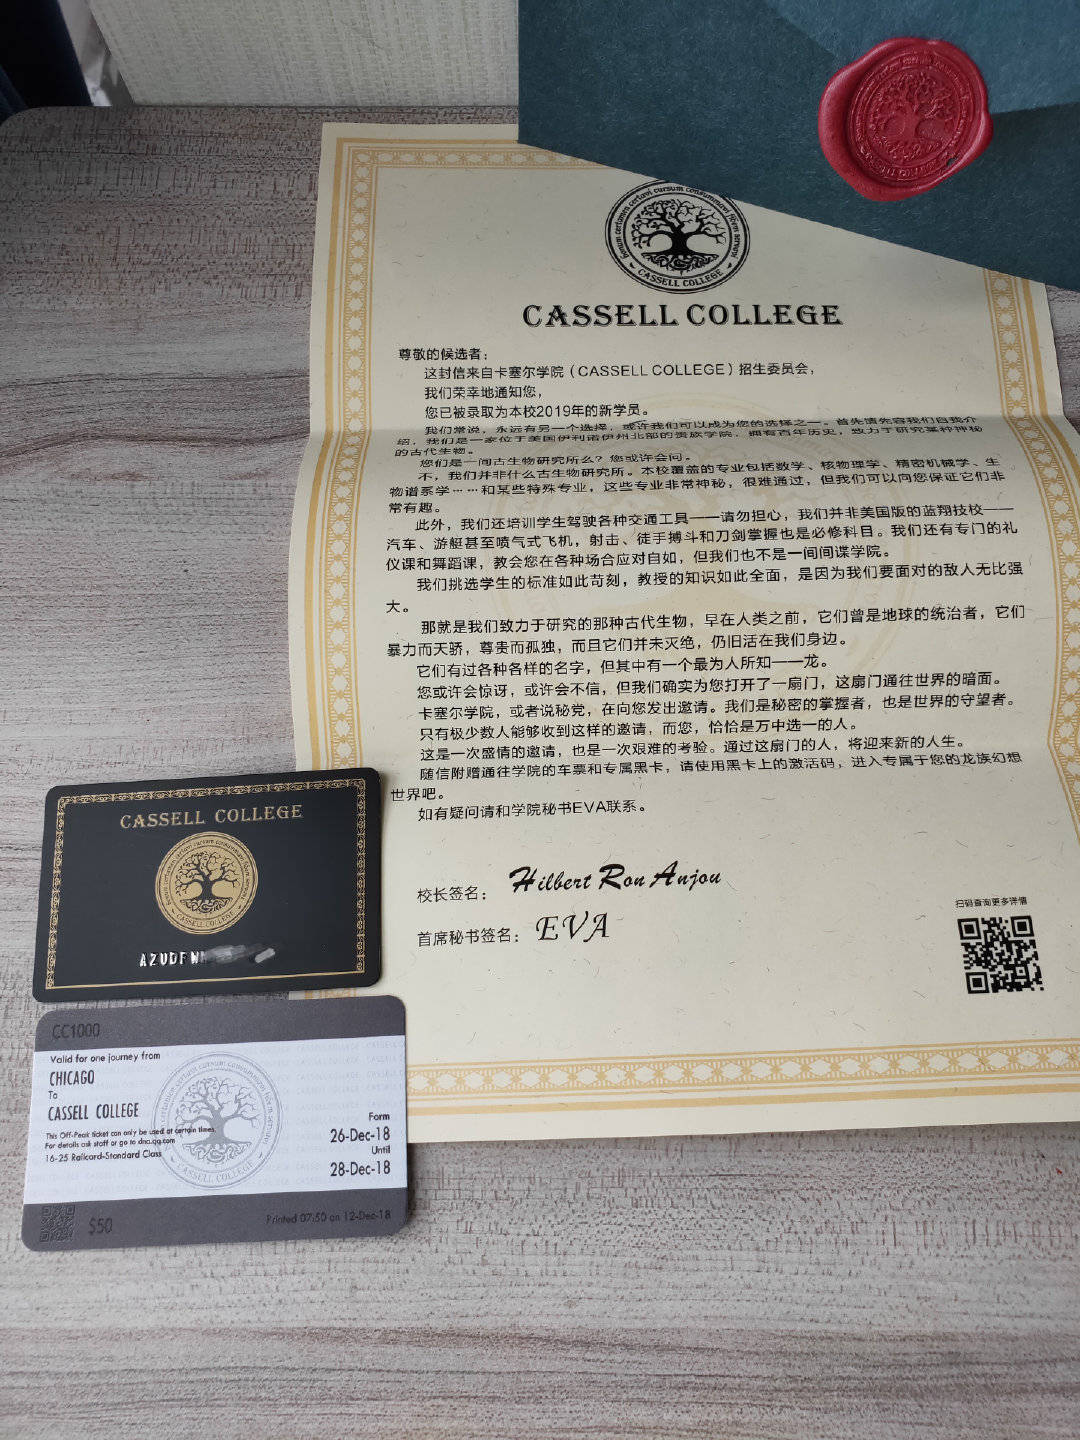 CASSELL COLLEGE
CASSELL COLLEGE
尊敬的候选者：
这封信来自卡塞尔学院（CASSELL COLLEGE）招生委员会，
我们荣幸地通知您，
您已被录取为本校2019年的新学员。
我们常说，永远有另一个选择，或许我们可以成为您的选择之一。首先请先容我们自我介
绍，我们是一家位于美国伊利诺伊州北部的贵族学院，拥有百年历史，致力于研究某种神秘
的古代生物。
您们是一间古生物研究所么？您或许会问。
不，我们并非什么古生物研究所。本校覆盖的专业包括数学、核物理学、精密机械学、生
物谱系学……和某些特殊专业，这些专业非常神秘，很难通过，但我们可以向您保证它们非
常有趣。
此外，我们还培训学生驾驶各种交通工具——请勿担心，我们并非美国版的蓝翔技校——
汽车、游艇甚至喷气式飞机，射击、徒手搏斗和刀剑掌握也是必修科目。我们还有专门的礼
仪课和舞蹈课，教会您在各种场合应对自如，但我们也不是一间间谍学院。
我们挑选学生的标准如此苛刻，教授的知识如此全面，是因为我们要面对的敌人无比强
大。
那就是我们致力于研究的那种古代生物，早在人类之前，它们曾是地球的统治者，它们
暴力而天骄，尊贵而孤独，而且它们并未灭绝，仍旧活在我们身边。
它们有过各种各样的名字，但其中有一个最为人所知——龙。
您或许会惊讶，或许会不信，但我们确实为您打开了一扇门，这扇门通往世界的暗面。
卡塞尔学院，或者说秘党，在向您发出邀请。我们是秘密的掌握者，也是世界的守望者。
只有极少数人能够收到这样的邀请，而您，恰恰是万中选一的人。
这是一次盛情的邀请，也是一次艰难的考验。通过这扇门的人，将迎来新的人生。
随信附赠通往学院的车票和专属黑卡，请使用黑卡上的激活码，进入专属于您的龙族幻想
世界吧。
如有疑问请和学院秘书EVA联系。
校长签名： Hilbert Ron Anjou
首席秘书签名： EVA
扫码查询更多详情
CASSELL COLLEGE
CASSELL COLLEGE
AZUDFW
CC1000
Valid for one journey from
CHICAGO
To
CASSELL COLLEGE
This Off-Peak ticket can only be used at certain times.
For details ask staff or go to dna.qq.com
16-25 Railcard-Standard Class
Form
26-Dec-18
Until
28-Dec-18
CASSELL COLLEGE
$50
Printed 07:50 on 12-Dec-18